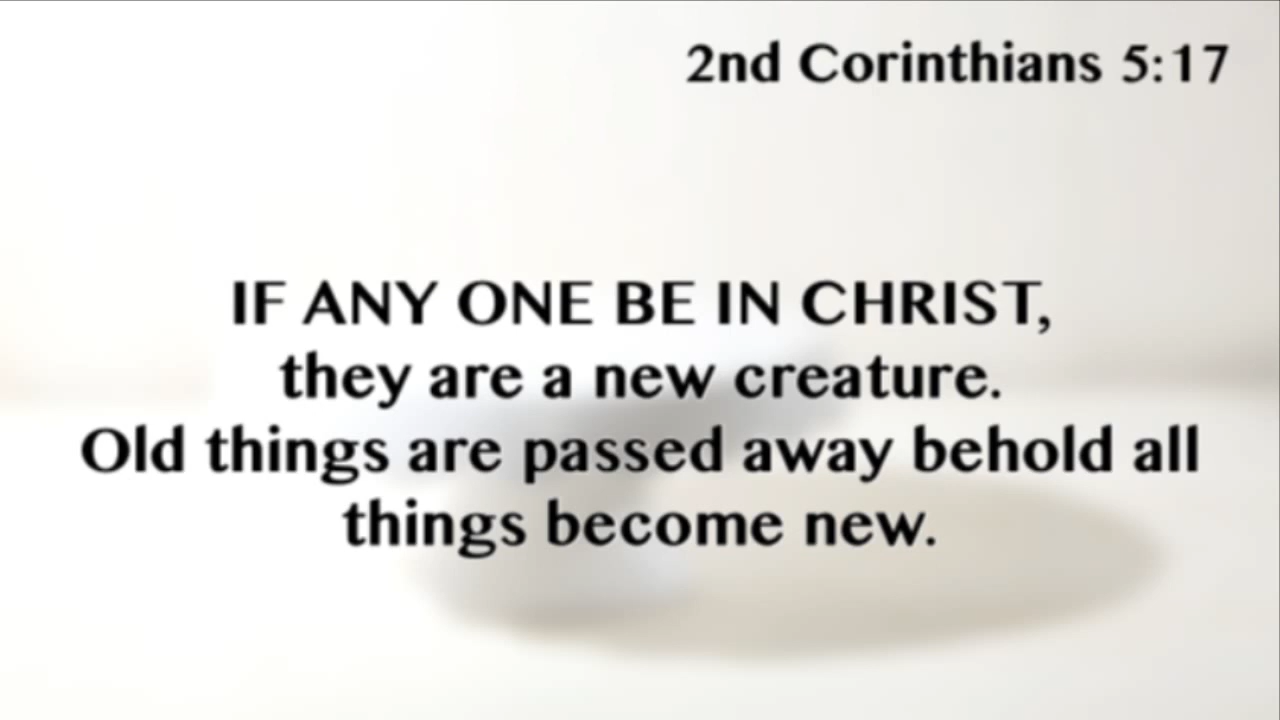 2nd Corinthians 5:17
IF ANY ONE BE IN CHRIST,
they are a new creature.
Old things are passed away behold all
things become new.